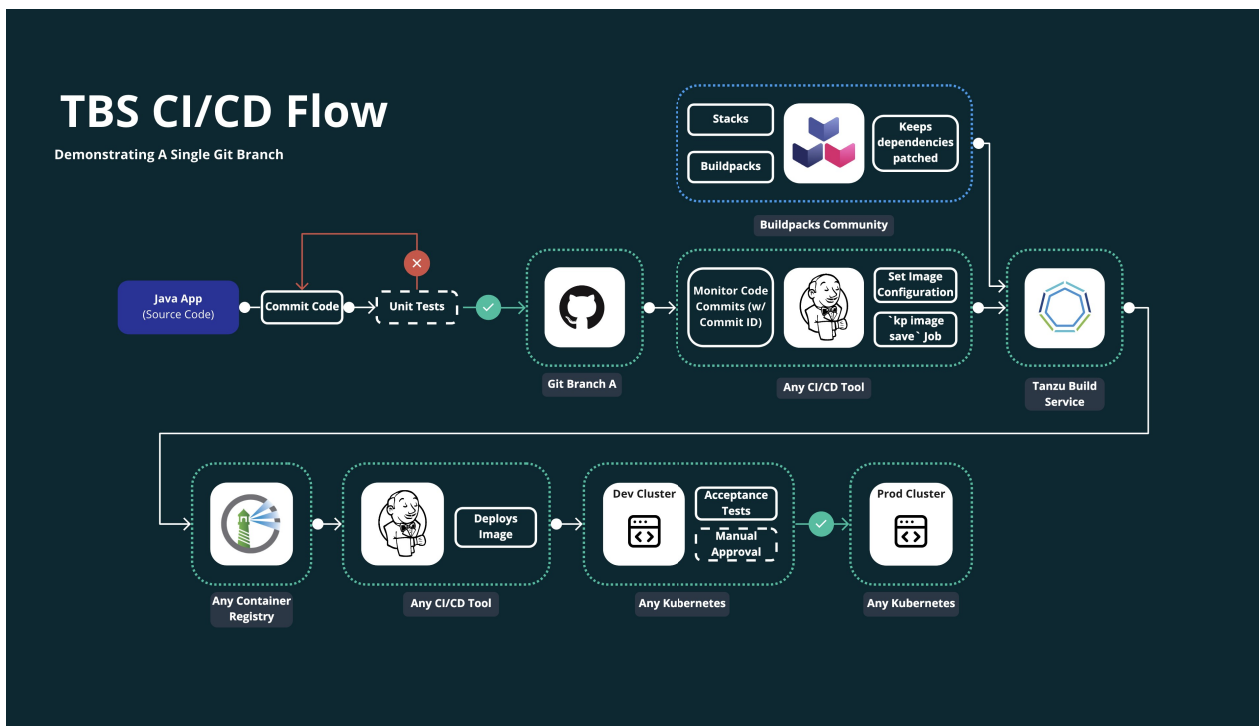 TBS CI/CD Flow
Demonstrating A Single Git Branch
Stacks
Buildpacks
Keeps
dependencies
patched
Buildpacks Community
Java App
(Source Code)
Commit Code
Unit Tests
Git Branch A
Monitor Code
Commits (w/
Commit ID)
Set Image
Configuration
`kp image
save` Job
Any CI/CD Tool
Tanzu Build
Service
Any Container
Registry
Deploys
Image
Any CI/CD Tool
Dev Cluster
Acceptance
Tests
Manual
Approval
Any Kubernetes
Prod Cluster
Any Kubernetes